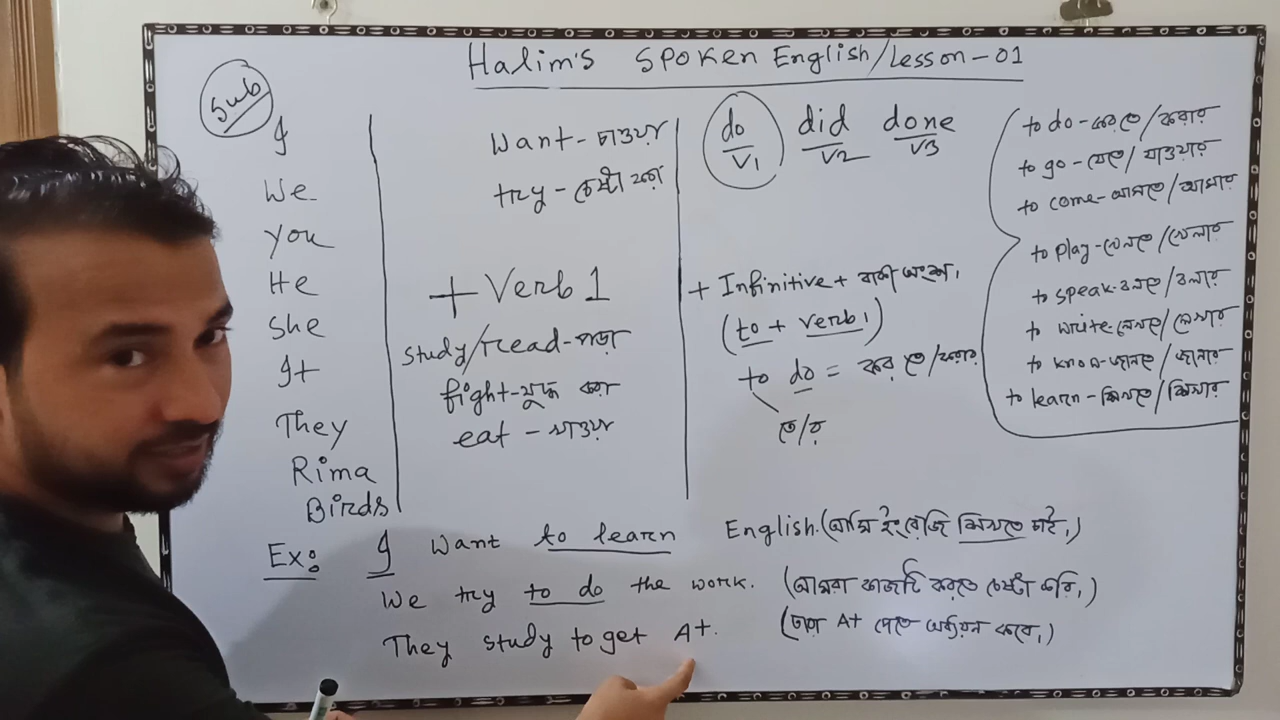 Halim's Spoken English/Lesson-01
Sub
I
We
you
He
She
It
They
Rima
Birds
Want-চাওয়া
try-চেষ্টা করা
+ Verb 1
study/read-পড়া
fight-যুদ্ধ করা
eat-খাওয়া
do did done
V1 V2 V3
+ Infinitive + বাকী অংশ।
(to + verb1)
to do = করতে/করার
তে/র
to do-করতে/করার
to go-যেতে/যাওয়ার
to come-আসতে/আসার
to play-খেলতে/খেলার
to speak-বলতে/বলার
to write-লেখতে/লেখার
to know-জানতে/জানার
to learn-শিখতে/শিখার
Ex: I want to learn English. (আমি ইংরেজি শিখতে চাই।)
We try to do the work. (আমরা কাজটি করতে চেষ্টা করি।)
They study to get A+. (তারা A+ পেতে অধ্যয়ন করে।)